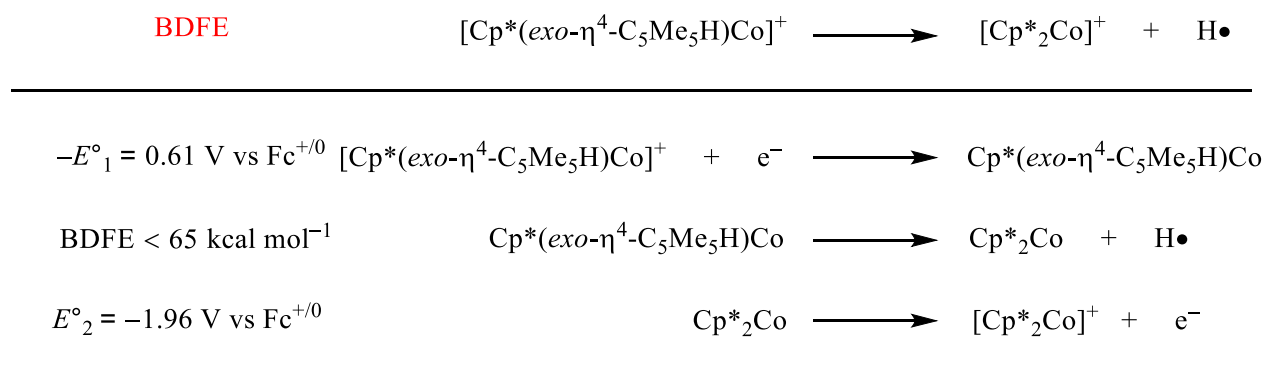 BDFE [Cp*(exo-η⁴-C₅Me₅H)Co]⁺ ⟶ [Cp*₂Co]⁺ + H•
–E°₁ = 0.61 V vs Fc⁺ᐟ⁰ [Cp*(exo-η⁴-C₅Me₅H)Co]⁺ + e⁻ ⟶ Cp*(exo-η⁴-C₅Me₅H)Co
BDFE < 65 kcal mol⁻¹ Cp*(exo-η⁴-C₅Me₅H)Co ⟶ Cp*₂Co + H•
E°₂ = –1.96 V vs Fc⁺ᐟ⁰ Cp*₂Co ⟶ [Cp*₂Co]⁺ + e⁻